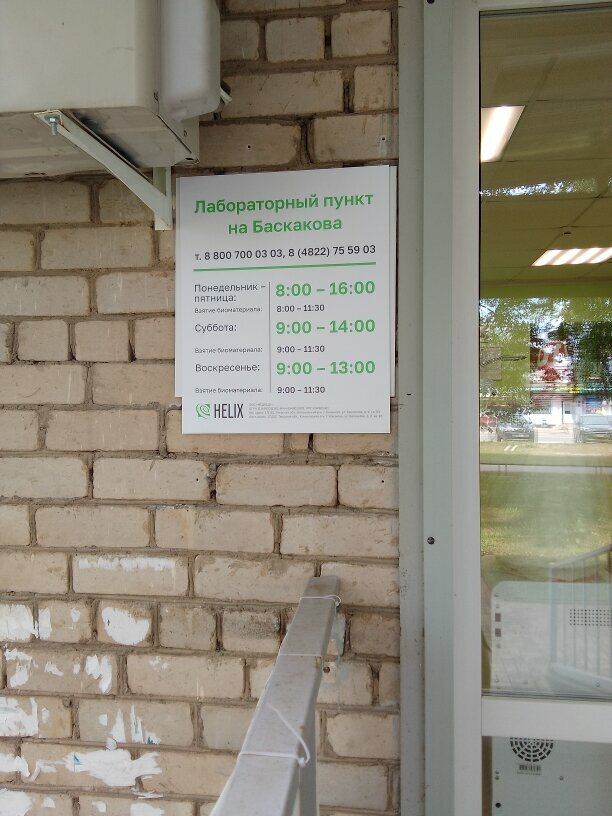 Лабораторный пункт
на Баскакова
т. 8 800 700 03 03, 8 (4822) 75 59 03
Понедельник –
пятница:
8:00 – 16:00
Взятие биоматериала:
8:00 – 11:30
Суббота:
9:00 – 14:00
Взятие биоматериала:
9:00 – 11:30
Воскресенье:
9:00 – 13:00
Взятие биоматериала:
9:00 – 11:30
HELIX